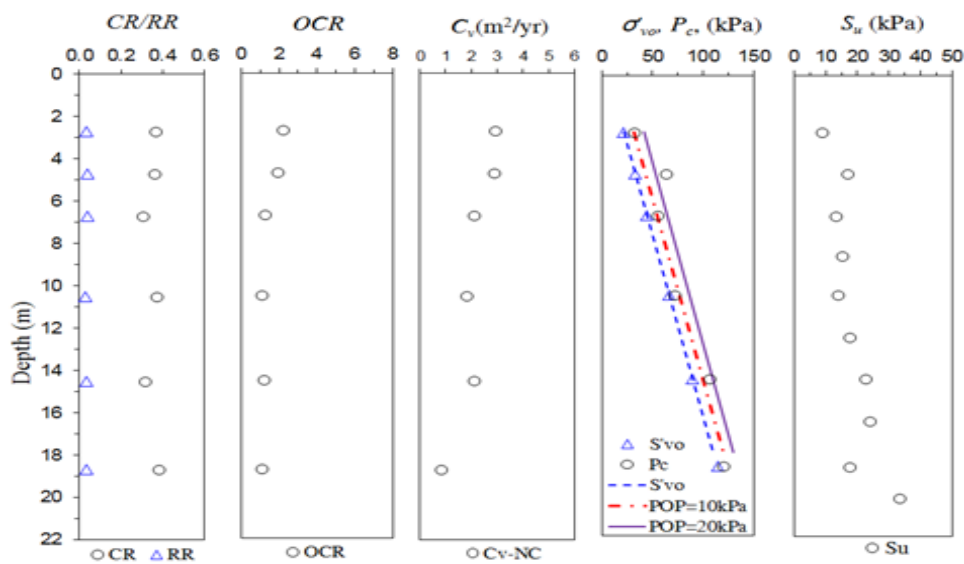 CR/RR
OCR
Cv(m²/yr)
σ'vo, Pc, (kPa)
Su (kPa)
0.0 0.2 0.4 0.6
0 2 4 6 8
0 1 2 3 4 5 6
0 50 100 150
0 10 20 30 40 50
Depth (m)
0
2
4
6
8
10
12
14
16
18
20
22
S'vo
Pc
S'vo
POP=10kPa
POP=20kPa
CR RR
OCR
Cv-NC
Su